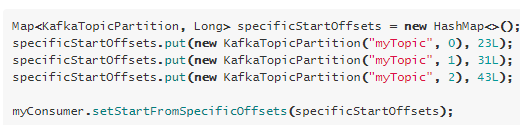 Map<KafkaTopicPartition, Long> specificStartOffsets = new HashMap<>();
specificStartOffsets.put(new KafkaTopicPartition("myTopic", 0), 23L);
specificStartOffsets.put(new KafkaTopicPartition("myTopic", 1), 31L);
specificStartOffsets.put(new KafkaTopicPartition("myTopic", 2), 43L);
myConsumer.setStartFromSpecificOffsets(specificStartOffsets);